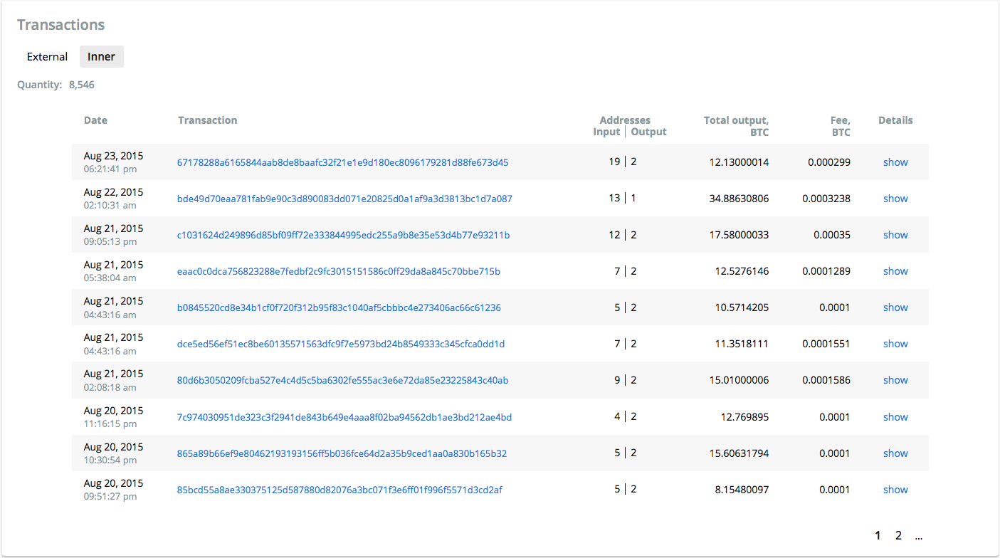 Transactions
External Inner
Quantity: 8,546
Date Transaction Addresses Total output, Fee, Details
Input | Output BTC BTC
Aug 23, 2015
06:21:41 pm
67178288a6165844aab8de8baafc32f21e1e9d180ec8096179281d88fe673d45 19 | 2 12.13000014 0.000299 show
Aug 22, 2015
02:10:31 am
bde49d70eaa781fab9e90c3d890083dd071e20825d0a1af9a3d3813bc1d7a087 13 | 1 34.88630806 0.0003238 show
Aug 21, 2015
09:05:13 pm
c1031624d249896d85bf09ff72e333844995edc255a9b8e35e53d4b77e93211b 12 | 2 17.58000033 0.00035 show
Aug 21, 2015
05:38:04 am
eaac0c0dca756823288e7fedbf2c9fc3015151586c0ff29da8a845c70bbe715b 7 | 2 12.5276146 0.0001289 show
Aug 21, 2015
04:43:16 am
b0845520cd8e34b1cf0f720f312b95f83c1040af5cbbbc4e273406ac66c61236 5 | 2 10.5714205 0.0001 show
Aug 21, 2015
04:43:16 am
dce5ed56ef51ec8be60135571563dfc9f7e5973bd24b8549333c345cfca0dd1d 7 | 2 11.3518111 0.0001551 show
Aug 21, 2015
02:08:18 am
80d6b3050209fcba527e4c4d5c5ba6302fe555ac3e6e72da85e23225843c40ab 9 | 2 15.01000006 0.0001586 show
Aug 20, 2015
11:16:15 pm
7c974030951de323c3f2941de843b649e4aaa8f02ba94562db1ae3bd212ae4bd 4 | 2 12.769895 0.0001 show
Aug 20, 2015
10:30:54 pm
865a89b66ef9e80462193193156ff5b036fce64d2a35b9ced1aa0a830b165b32 5 | 2 15.60631794 0.0001 show
Aug 20, 2015
09:51:27 pm
85bcd55a8ae330375125d587880d82076a3bc071f3e6ff01f996f5571d3cd2af 5 | 2 8.15480097 0.0001 show
1 2 ...